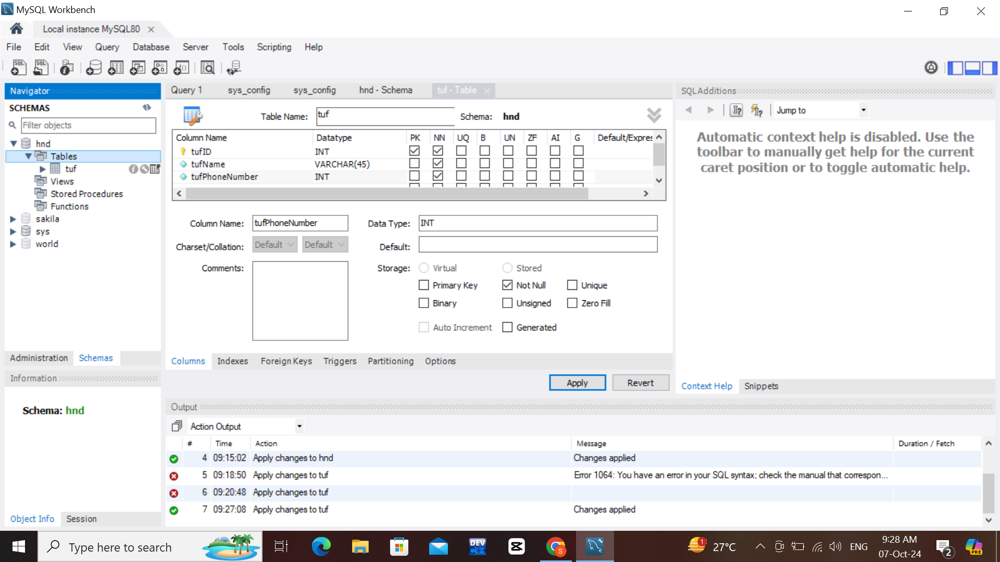 MySQL Workbench
Local instance MySQL80
File Edit View Query Database Server Tools Scripting Help
Navigator
SCHEMAS
Filter objects
hnd
Tables
tuf
Views
Stored Procedures
Functions
sakila
sys
world
Administration Schemas
Information
Schema: hnd
Object Info Session
Query 1 sys_config sys_config hnd - Schema tuf - Table
Table Name: tuf Schema: hnd
Column Name Datatype PK NN UQ B UN ZF AI G Default/Expres
tufID INT
tufName VARCHAR(45)
tufPhoneNumber INT
Column Name: tufPhoneNumber Data Type: INT
Charset/Collation: Default Default Default:
Comments: Storage: Virtual Stored
Primary Key Not Null Unique
Binary Unsigned Zero Fill
Auto Increment Generated
Columns Indexes Foreign Keys Triggers Partitioning Options
Apply Revert
SQLAdditions
Jump to
Automatic context help is disabled. Use the
toolbar to manually get help for the current
caret position or to toggle automatic help.
Context Help Snippets
Output
Action Output
# Time Action Message Duration / Fetch
4 09:15:02 Apply changes to hnd Changes applied
5 09:18:50 Apply changes to tuf Error 1064: You have an error in your SQL syntax; check the manual that correspon...
6 09:20:48 Apply changes to tuf
7 09:27:08 Apply changes to tuf Changes applied
Type here to search
DEV
C++
S
1
27°C
ENG
9:28 AM
07-Oct-24
2
PRE